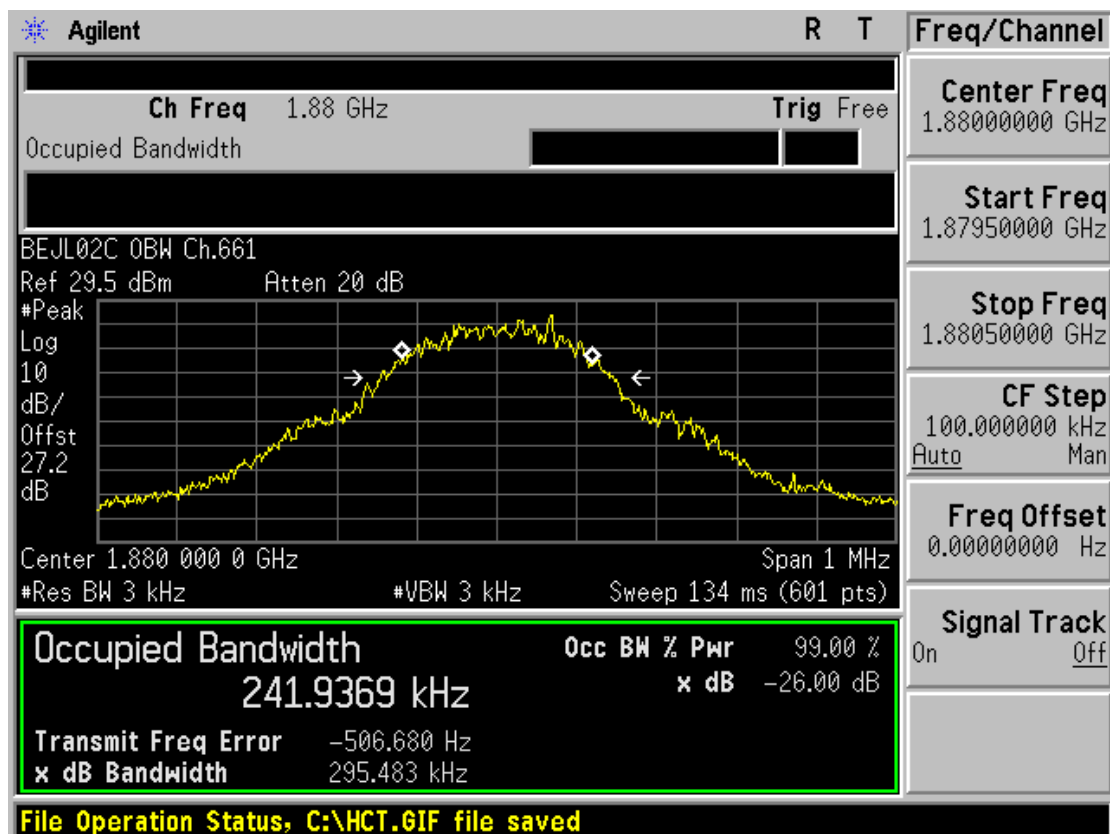 Agilent R T
Freq/Channel
Ch Freq 1.88 GHz Trig Free
Occupied Bandwidth
BEJL02C OBW Ch.661
Ref 29.5 dBm Atten 20 dB
#Peak
Log
10
dB/
Offst
27.2
dB
Center 1.880 000 0 GHz Span 1 MHz
#Res BW 3 kHz #VBW 3 kHz Sweep 134 ms (601 pts)
Occupied Bandwidth
241.9369 kHz
Occ BW % Pwr 99.00 %
x dB -26.00 dB
Transmit Freq Error -506.680 Hz
x dB Bandwidth 295.483 kHz
Center Freq
1.88000000 GHz
Start Freq
1.87950000 GHz
Stop Freq
1.88050000 GHz
CF Step
100.000000 kHz
Auto Man
Freq Offset
0.00000000 Hz
Signal Track
On Off
File Operation Status, C:\HCT.GIF file saved